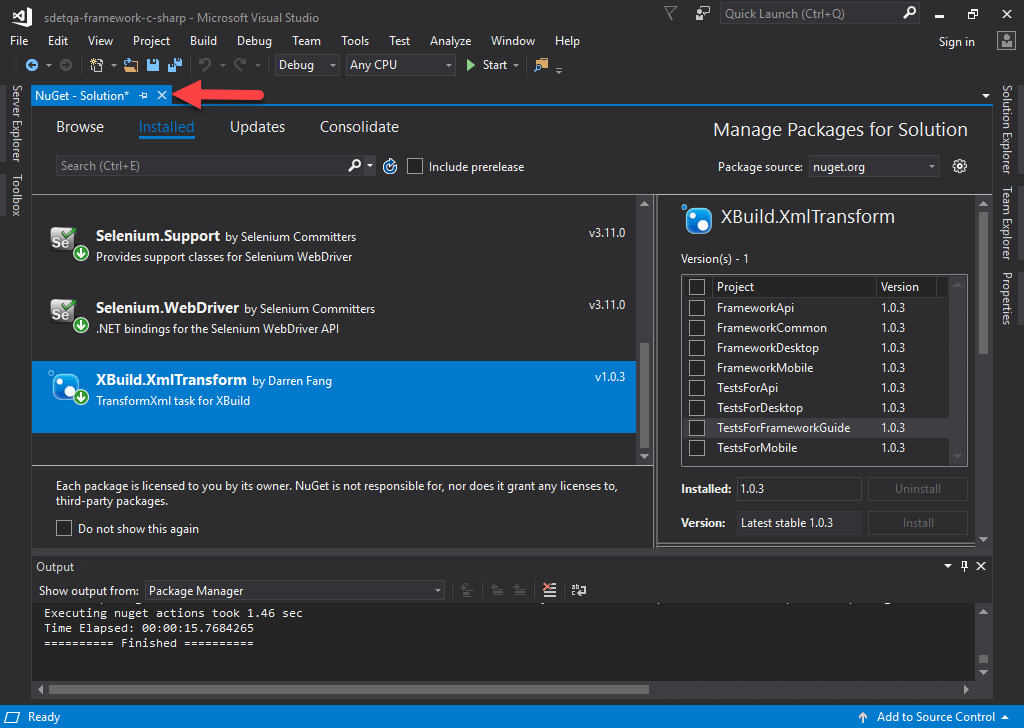 sdetqa-framework-c-sharp - Microsoft Visual Studio
Quick Launch (Ctrl+Q)
File Edit View Project Build Debug Team Tools Test Analyze Window Help
Sign in
Debug Any CPU Start
NuGet - Solution*
Server Explorer
Toolbox
Solution Explorer
Team Explorer
Properties
Browse Installed Updates Consolidate
Manage Packages for Solution
Search (Ctrl+E)
Include prerelease
Package source: nuget.org
Se
Selenium.Support by Selenium Committers
v3.11.0
Provides support classes for Selenium WebDriver
Se
Selenium.WebDriver by Selenium Committers
v3.11.0
.NET bindings for the Selenium WebDriver API
XBuild.XmlTransform by Darren Fang
v1.0.3
TransformXml task for XBuild
Each package is licensed to you by its owner. NuGet is not responsible for, nor does it grant any licenses to,
third-party packages.
Do not show this again
XBuild.XmlTransform
Version(s) - 1
Project Version
FrameworkApi 1.0.3
FrameworkCommon 1.0.3
FrameworkDesktop 1.0.3
FrameworkMobile 1.0.3
TestsForApi 1.0.3
TestsForDesktop 1.0.3
TestsForFrameworkGuide 1.0.3
TestsForMobile 1.0.3
Installed: 1.0.3 Uninstall
Version: Latest stable 1.0.3 Install
Output
Show output from: Package Manager
Executing nuget actions took 1.46 sec
Time Elapsed: 00:00:15.7684265
========== Finished ==========
Ready
Add to Source Control